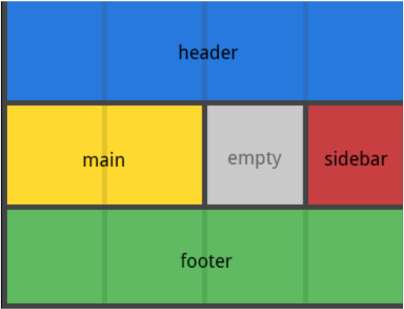 header
main
empty
sidebar
footer